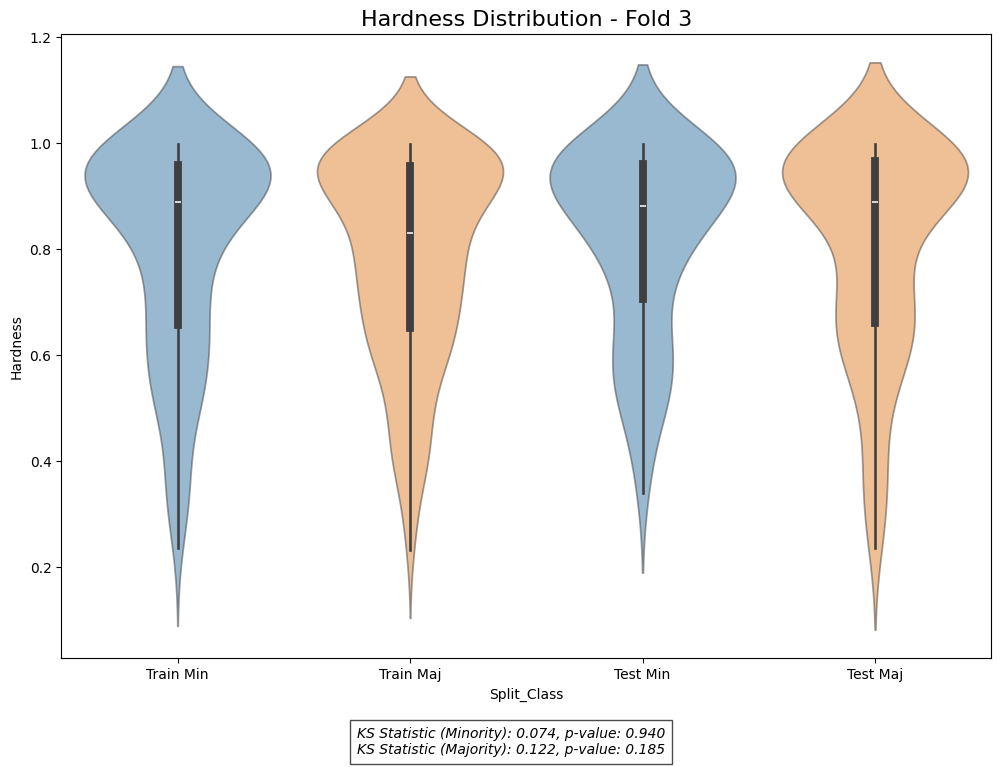 Hardness Distribution - Fold 3
1.2
1.0
0.8
0.6
0.4
0.2
Hardness
Train Min
Train Maj
Test Min
Test Maj
Split_Class
KS Statistic (Minority): 0.074, p-value: 0.940
KS Statistic (Majority): 0.122, p-value: 0.185